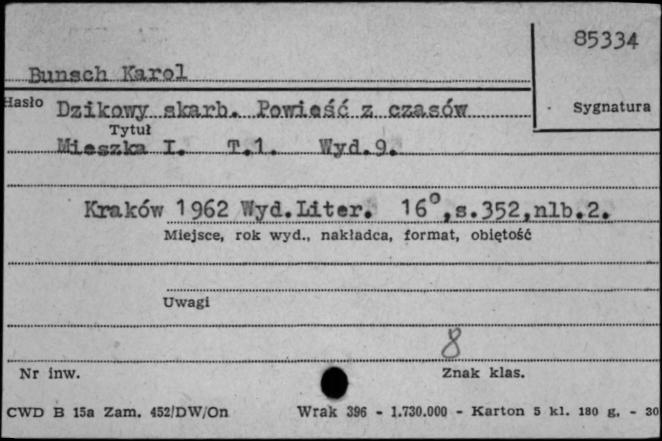 85334
Bunsch Karol
Hasło Dzikowy skarb. Powieść z czasów Sygnatura
Tytuł
Mieszka I. T.1. Wyd.9.
Kraków 1962 Wyd.Liter. 16°,s.352,nlb.2.
Miejsce, rok wyd., nakładca, format, objętość
Uwagi
8
Nr inw. Znak klas.
CWD B 15a Zam. 452/DW/On Wrak 396 - 1.730.000 - Karton 5 kl. 180 g. - 30